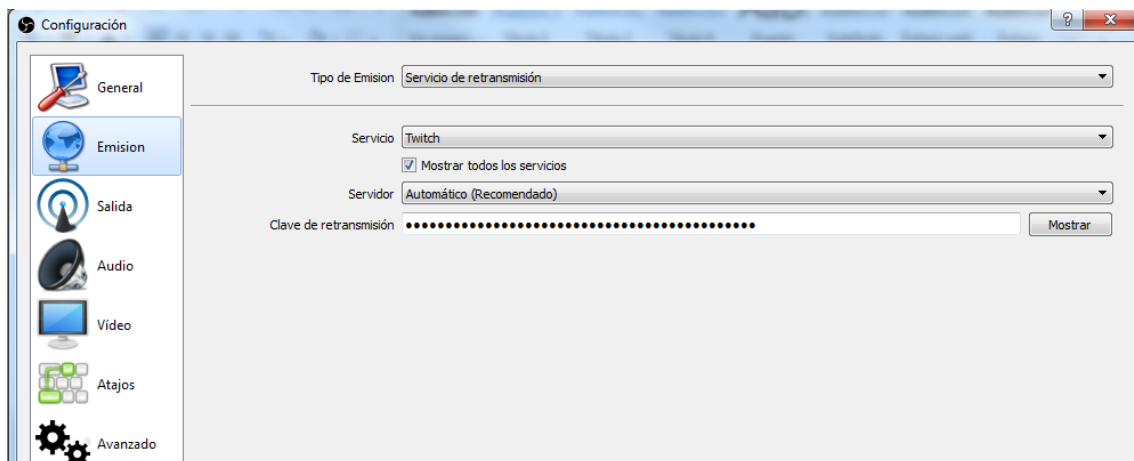 Configuración
General
Emision
Salida
Audio
Vídeo
Atajos
Avanzado
Tipo de Emision Servicio de retransmisión
Servicio Twitch
Mostrar todos los servicios
Servidor Automático (Recomendado)
Clave de retransmisión ●●●●●●●●●●●●●●●●●●●●●●●●●●●●●●●●●●●●●●●●●●●● Mostrar